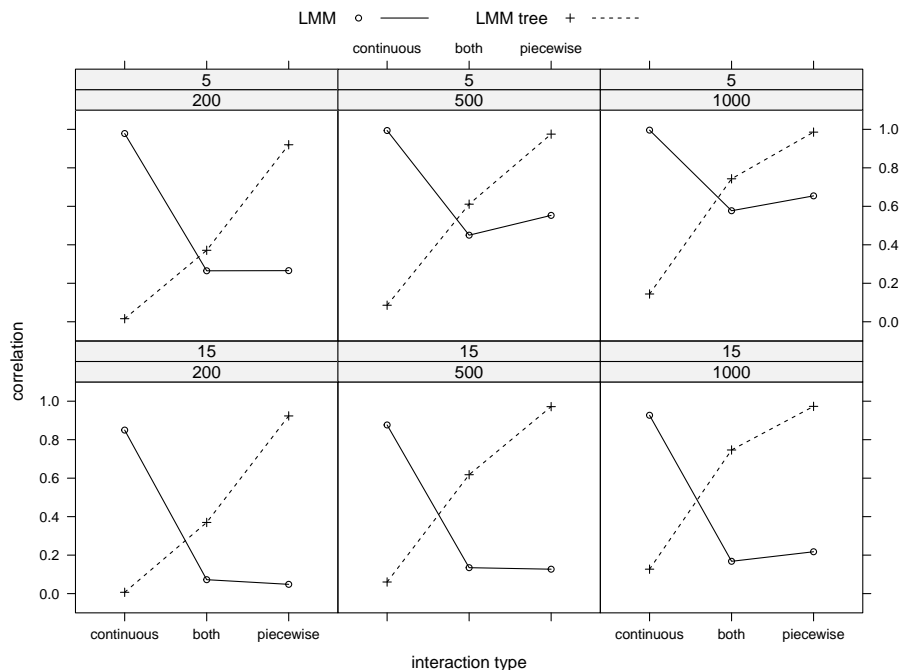 LMM LMM tree
continuous both piecewise
5 5 5
200 500 1000
1.0
0.8
0.6
0.4
0.2
0.0
15 15 15
200 500 1000
1.0
0.8
0.6
0.4
0.2
0.0
correlation
continuous both piecewise continuous both piecewise
interaction type